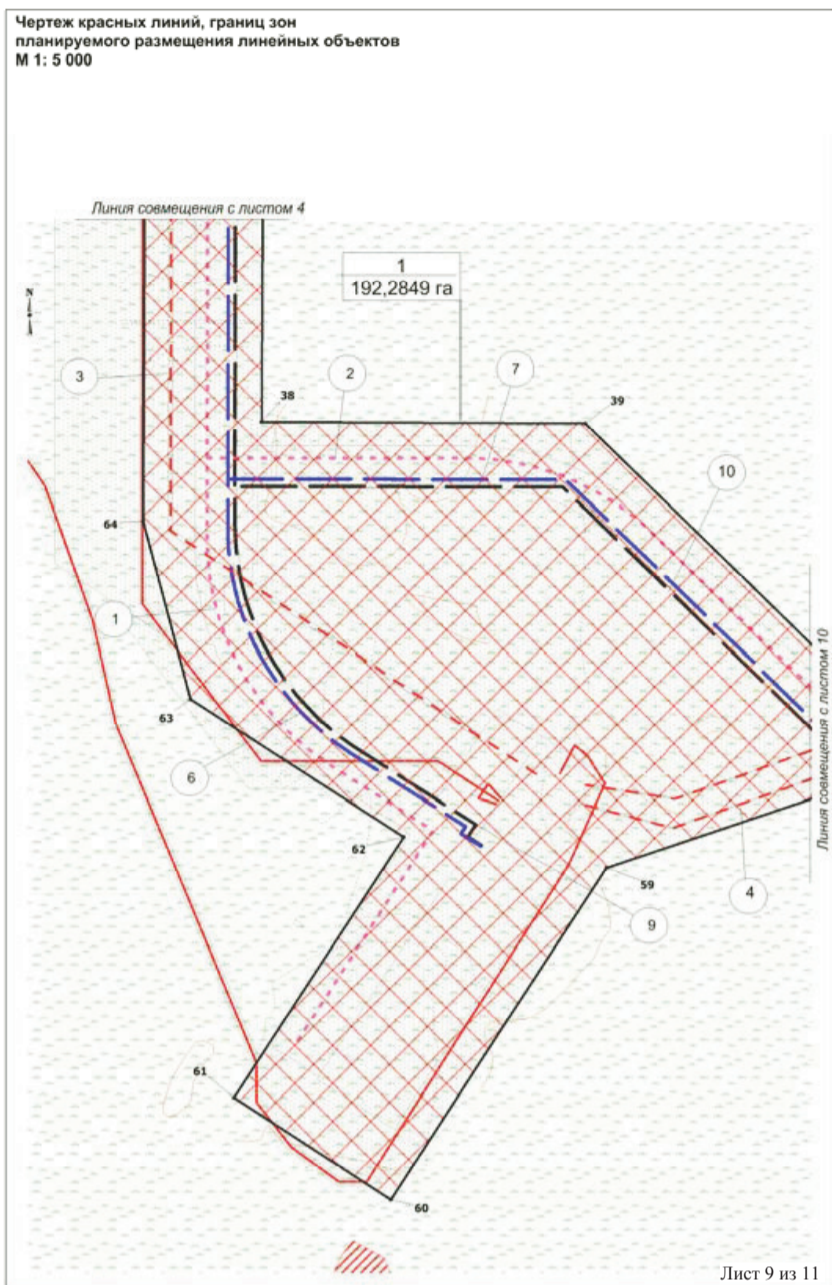 Чертеж красных линий, границ зон
планируемого размещения линейных объектов
М 1: 5 000
Линия совмещения с листом 4
1
192,2849 га
N
3
2
7
38
39
10
64
1
Линия совмещения с листом 10
63
6
62
59
4
9
61
60
Лист 9 из 11